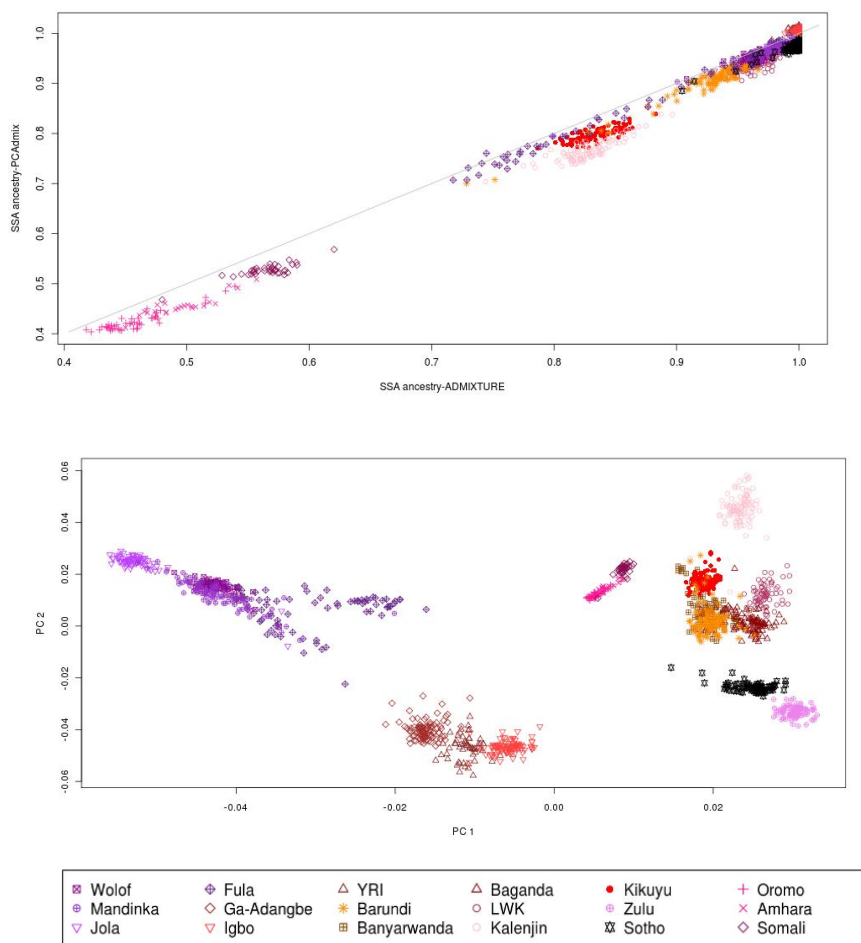 1.0
0.9
0.8
0.7
0.6
0.5
0.4
SSA ancestry-PCAdmix
0.4 0.5 0.6 0.7 0.8 0.9 1.0
SSA ancestry-ADMIXTURE
0.06
0.04
0.02
0.00
-0.02
-0.04
-0.06
PC 2
-0.04 -0.02 0.00 0.02
PC 1
Wolof Fula YRI Baganda Kikuyu Oromo
Mandinka Ga-Adangbe Barundi LWK Zulu Amhara
Jola Igbo Banyarwanda Kalenjin Sotho Somali